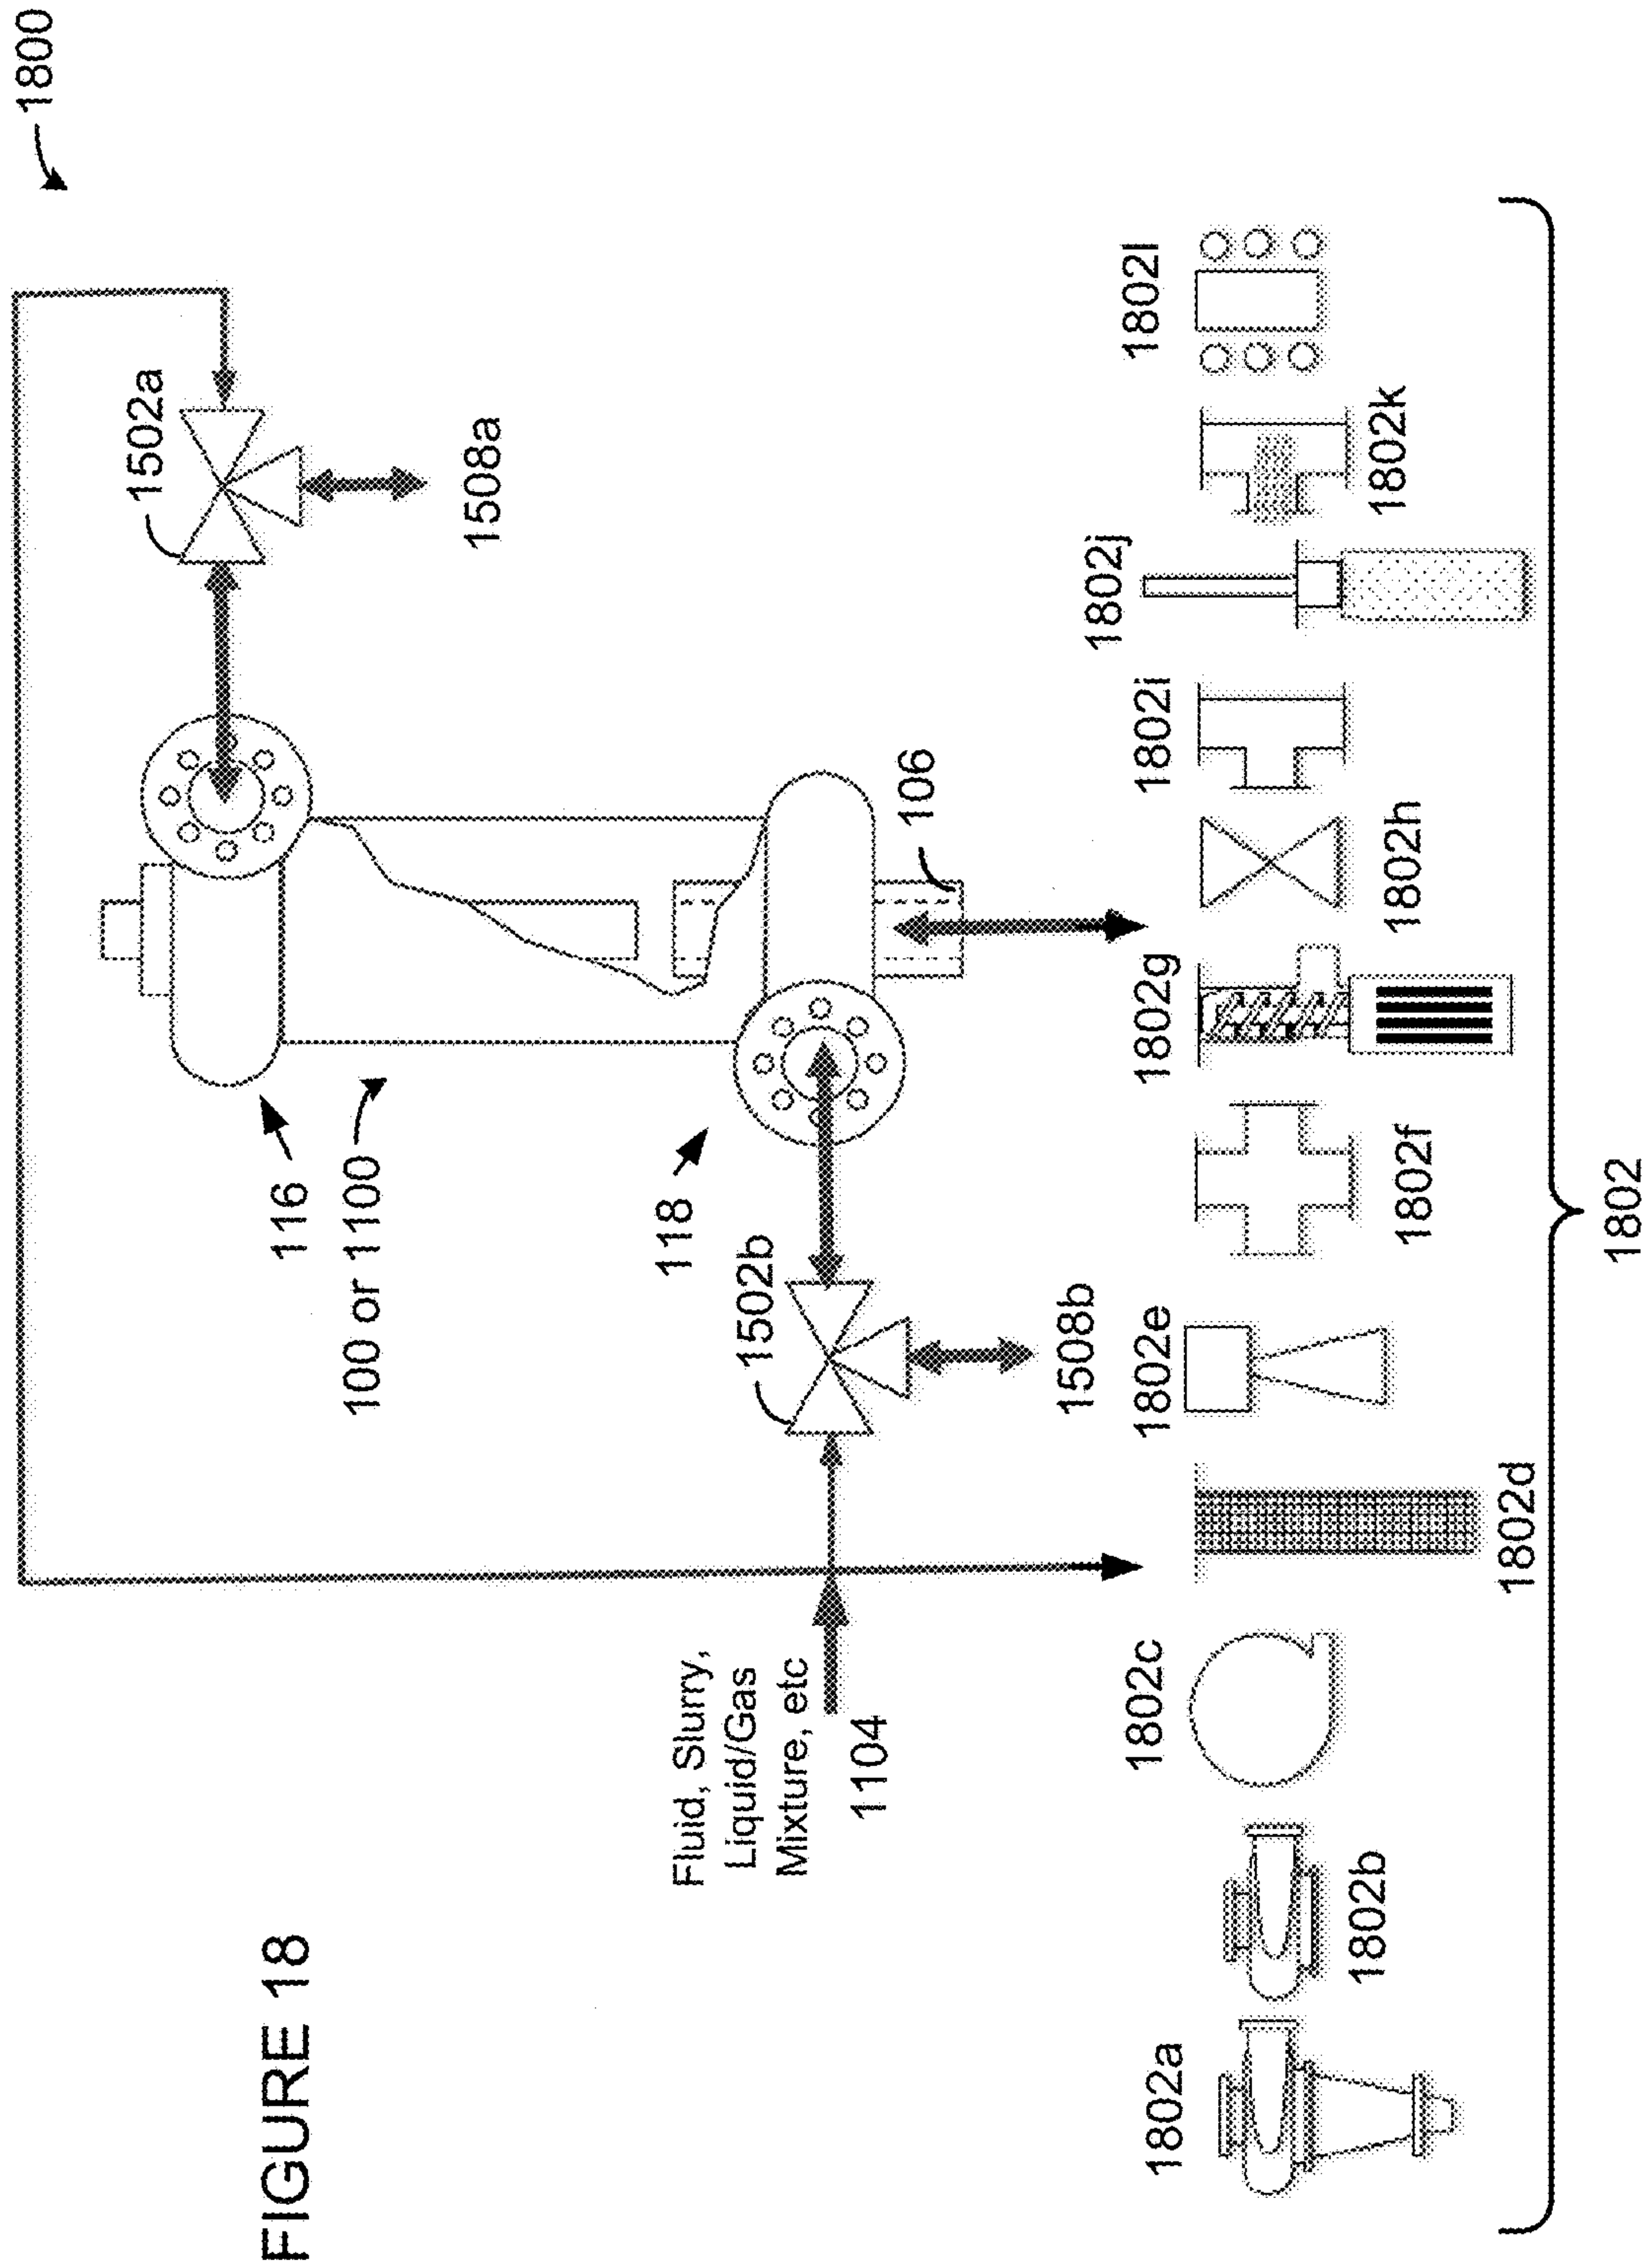 FIGURE 18
1800
1502a
1508a
116
100 or 1100
118
106
1502b
1508b
Fluid, Slurry,
Liquid/Gas
Mixture, etc
1104
1802a
1802b
1802c
1802d
1802e
1802f
1802g
1802h
1802i
1802j
1802k
1802l
1802